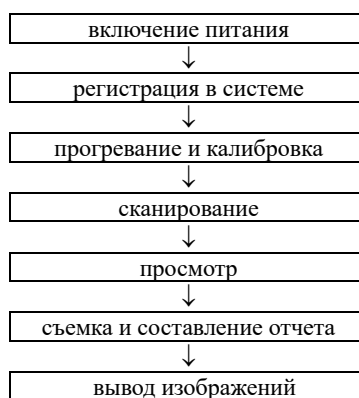 включение питания
регистрация в системе
прогревание и калибровка
сканирование
просмотр
съемка и составление отчета
вывод изображений